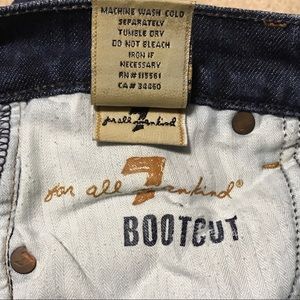 MACHINE WASH COLD
SEPARATELY
TUMBLE DRY
DO NOT BLEACH
IRON IF
NECESSARY
RN# 115561
CA# 34460
7
for all mankind
for all 7 mankind®
BOOTCUT